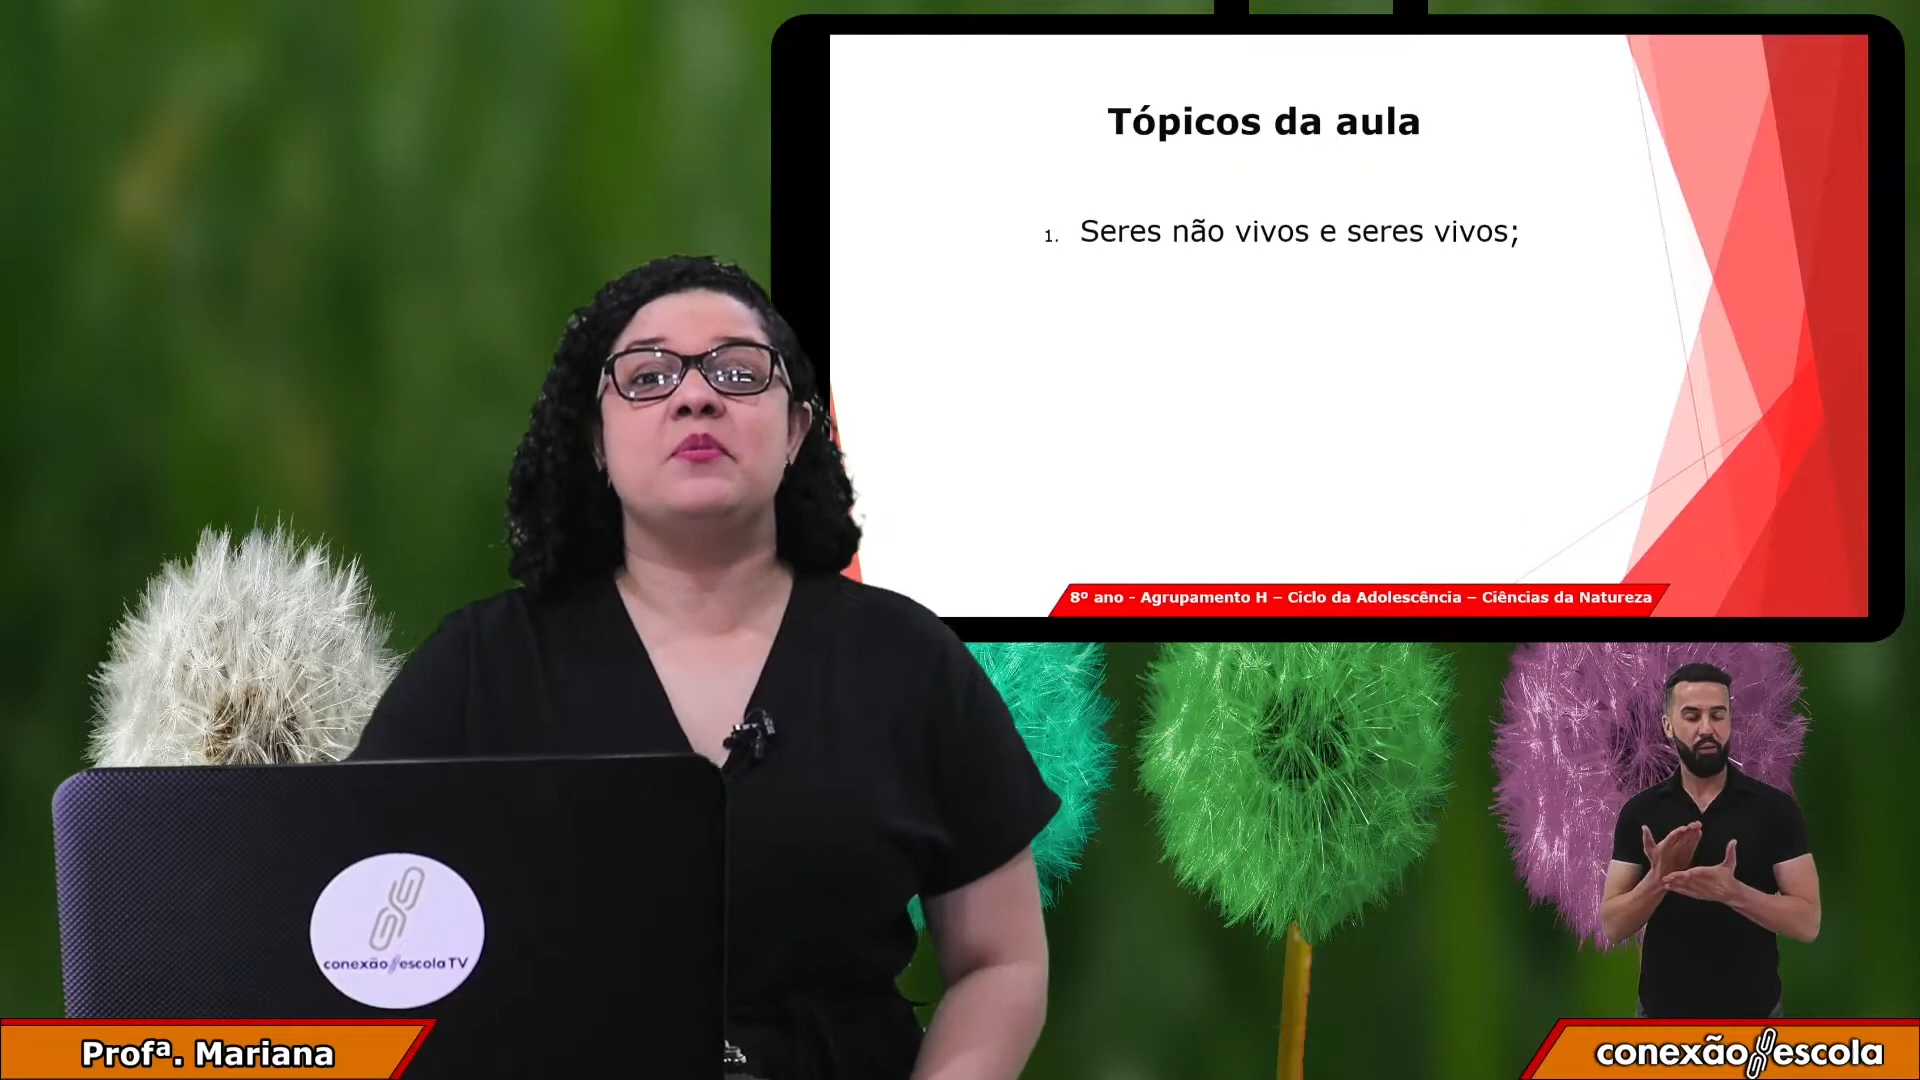 Tópicos da aula
1. Seres não vivos e seres vivos;
8º ano - Agrupamento H – Ciclo da Adolescência – Ciências da Natureza
conexão escola TV
Profª. Mariana
conexão escola